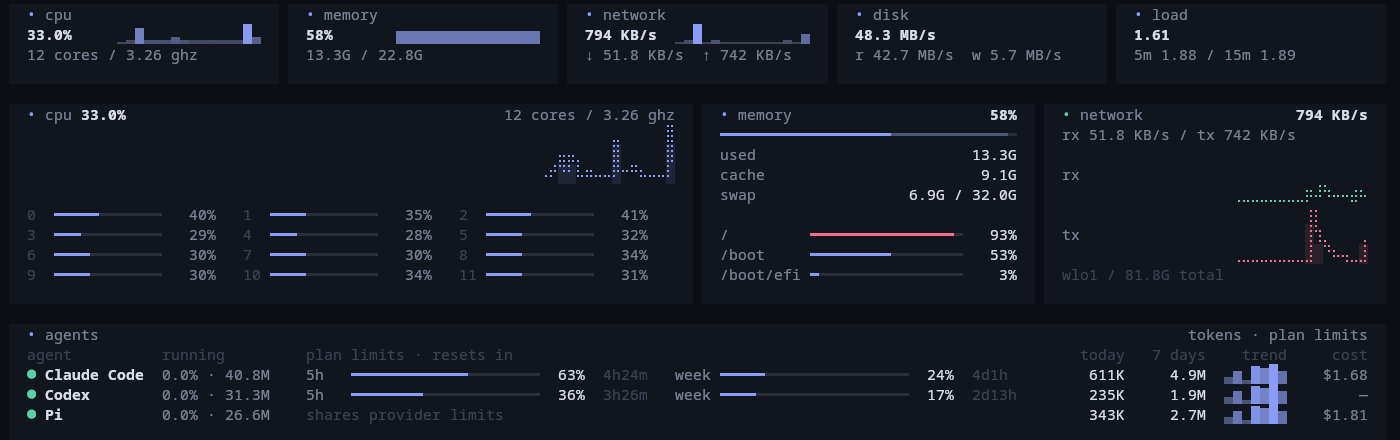 • cpu
33.0%
12 cores / 3.26 ghz
• memory
58%
13.3G / 22.8G
• network
794 KB/s
↓ 51.8 KB/s ↑ 742 KB/s
• disk
48.3 MB/s
r 42.7 MB/s w 5.7 MB/s
• load
1.61
5m 1.88 / 15m 1.89
• cpu 33.0% 12 cores / 3.26 ghz
0 40% 1 35% 2 41%
3 29% 4 28% 5 32%
6 30% 7 30% 8 34%
9 30% 10 34% 11 31%
• memory 58%
used 13.3G
cache 9.1G
swap 6.9G / 32.0G
/ 93%
/boot 53%
/boot/efi 3%
• network 794 KB/s
rx 51.8 KB/s / tx 742 KB/s
rx
tx
wlo1 / 81.8G total
• agents tokens · plan limits
agent running plan limits · resets in today 7 days trend cost
Claude Code 0.0% · 40.8M 5h 63% 4h24m week 24% 4d1h 611K 4.9M $1.68
Codex 0.0% · 31.3M 5h 36% 3h26m week 17% 2d13h 235K 1.9M —
Pi 0.0% · 26.6M shares provider limits 343K 2.7M $1.81